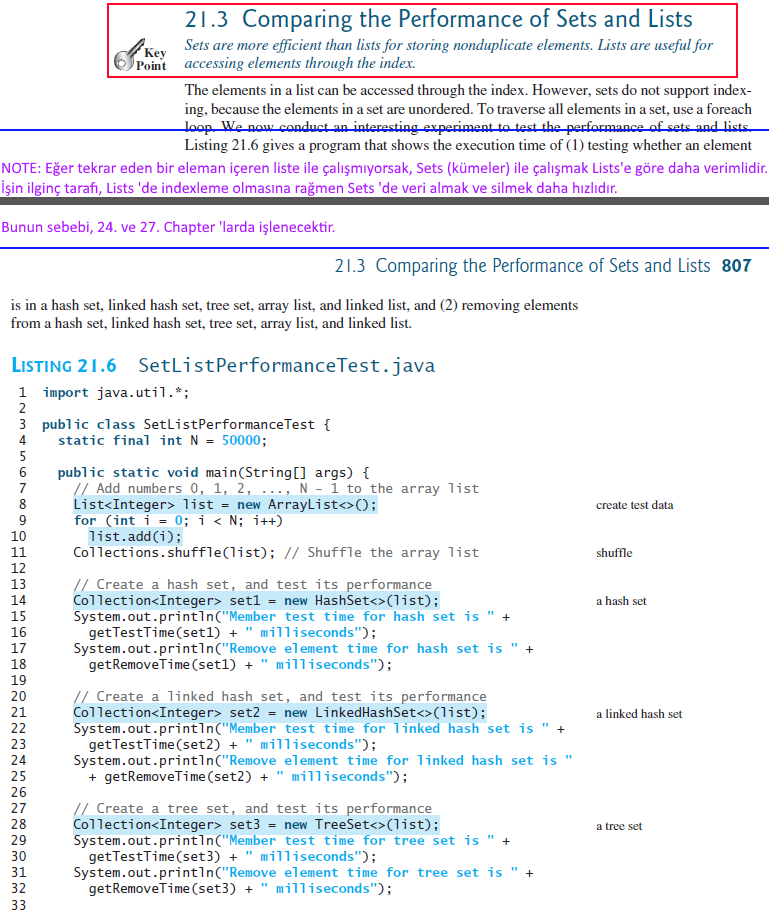 21.3 Comparing the Performance of Sets and Lists
Key
Point
Sets are more efficient than lists for storing nonduplicate elements. Lists are useful for
accessing elements through the index.
The elements in a list can be accessed through the index. However, sets do not support index-
ing, because the elements in a set are unordered. To traverse all elements in a set, use a foreach
loop. We now conduct an interesting experiment to test the performance of sets and lists.
Listing 21.6 gives a program that shows the execution time of (1) testing whether an element
NOTE: Eğer tekrar eden bir eleman içeren liste ile çalışmıyorsak, Sets (kümeler) ile çalışmak Lists'e göre daha verimlidir.
İşin ilginç tarafı, Lists 'de indexleme olmasına rağmen Sets 'de veri almak ve silmek daha hızlıdır.
Bunun sebebi, 24. ve 27. Chapter 'larda işlenecektir.
21.3 Comparing the Performance of Sets and Lists 807
is in a hash set, linked hash set, tree set, array list, and linked list, and (2) removing elements
from a hash set, linked hash set, tree set, array list, and linked list.
LISTING 21.6 SetListPerformanceTest.java
1 import java.util.*;
2
3 public class SetListPerformanceTest {
4 static final int N = 50000;
5
6 public static void main(String[] args) {
7 // Add numbers 0, 1, 2, ..., N - 1 to the array list
8 List<Integer> list = new ArrayList<>(); create test data
9 for (int i = 0; i < N; i++)
10 list.add(i);
11 Collections.shuffle(list); // Shuffle the array list shuffle
12
13 // Create a hash set, and test its performance
14 Collection<Integer> set1 = new HashSet<>(list); a hash set
15 System.out.println("Member test time for hash set is " +
16 getTestTime(set1) + " milliseconds");
17 System.out.println("Remove element time for hash set is " +
18 getRemoveTime(set1) + " milliseconds");
19
20 // Create a linked hash set, and test its performance
21 Collection<Integer> set2 = new LinkedHashSet<>(list); a linked hash set
22 System.out.println("Member test time for linked hash set is " +
23 getTestTime(set2) + " milliseconds");
24 System.out.println("Remove element time for linked hash set is "
25 + getRemoveTime(set2) + " milliseconds");
26
27 // Create a tree set, and test its performance
28 Collection<Integer> set3 = new TreeSet<>(list); a tree set
29 System.out.println("Member test time for tree set is " +
30 getTestTime(set3) + " milliseconds");
31 System.out.println("Remove element time for tree set is " +
32 getRemoveTime(set3) + " milliseconds");
33